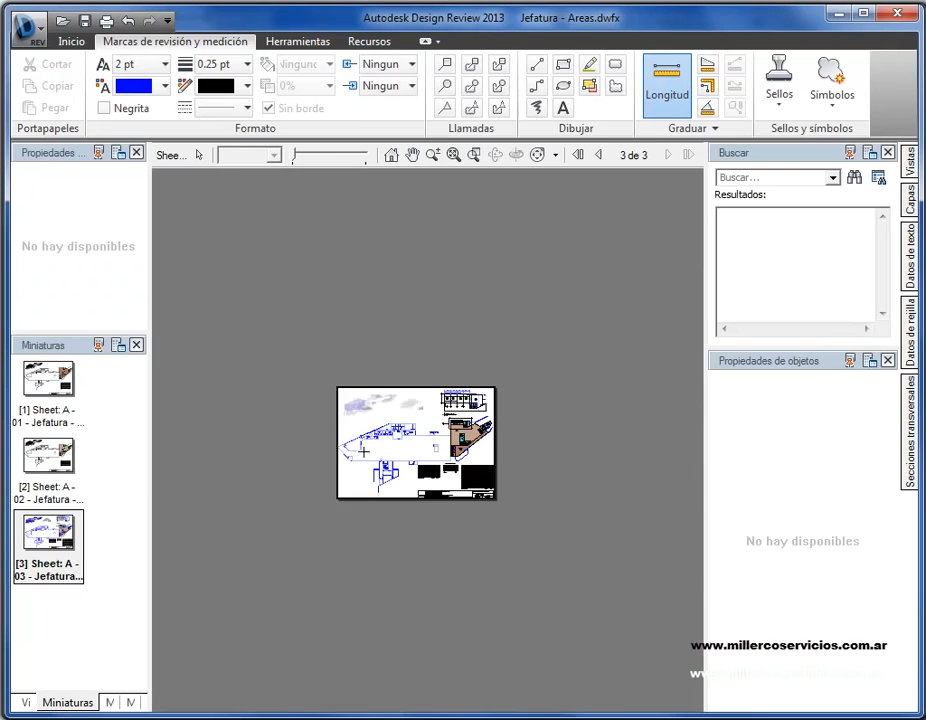 Autodesk Design Review 2013 Jefatura - Areas.dwfx
REV
Inicio Marcas de revisión y medición Herramientas Recursos
Cortar 2 pt 0.25 pt Ninguno Ningun
Copiar 0% Ningun
Pegar Negrita Sin borde
Longitud Sellos Símbolos
Portapapeles Formato Llamadas Dibujar Graduar Sellos y símbolos
Propiedades ... Shee... 3 de 3 Buscar
Buscar...
Resultados:
No hay disponibles
Miniaturas
[1] Sheet: A -
01 - Jefatura - ...
[2] Sheet: A -
02 - Jefatura -...
[3] Sheet: A -
03 - Jefatura...
Propiedades de objetos
No hay disponibles
Vistas
Capas
Datos de texto
Datos de rejilla
Secciones transversales
www.millercoservicios.com.ar
Vi Miniaturas M M